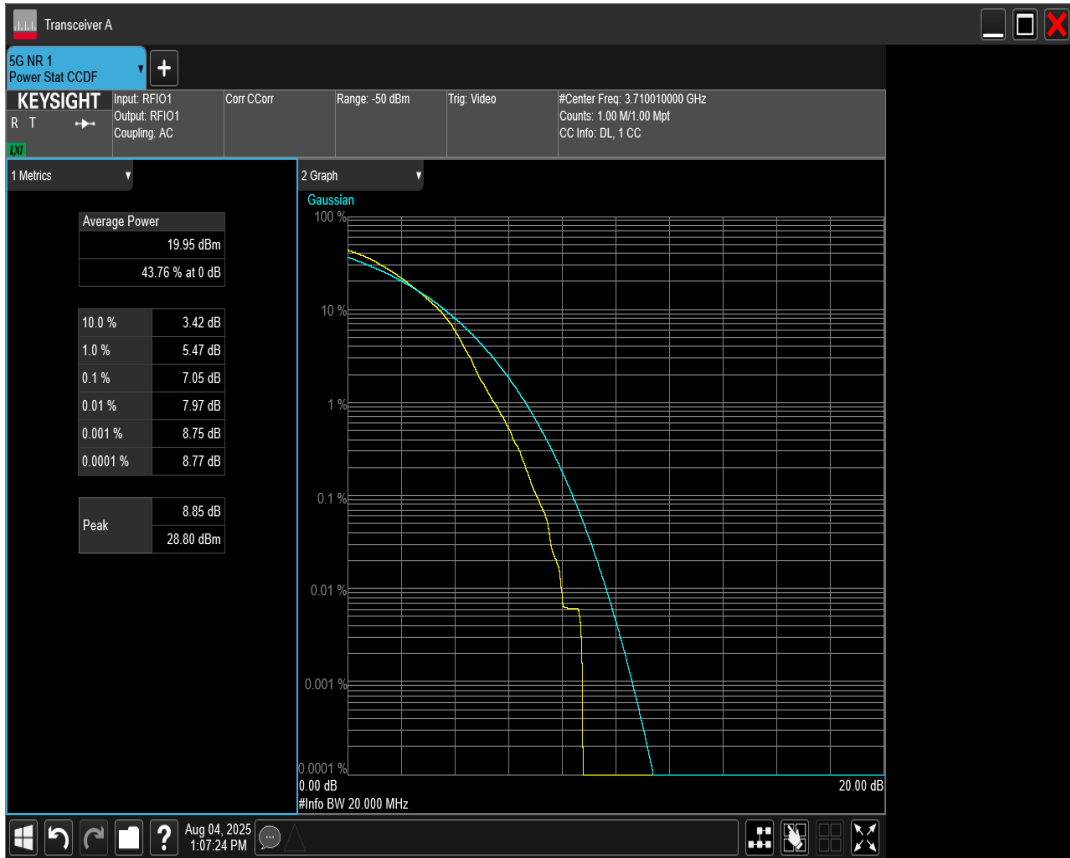 Transceiver A
5G NR 1
Power Stat CCDF
+
KEYSIGHT
R T
LXI
Input: RFIO1
Output: RFIO1
Coupling: AC
Corr CCorr
Range: -50 dBm
Trig: Video
#Center Freq: 3.710010000 GHz
Counts: 1.00 M/1.00 Mpt
CC Info: DL, 1 CC
1 Metrics
Average Power
19.95 dBm
43.76 % at 0 dB
10.0 % 3.42 dB
1.0 % 5.47 dB
0.1 % 7.05 dB
0.01 % 7.97 dB
0.001 % 8.75 dB
0.0001 % 8.77 dB
Peak 8.85 dB
28.80 dBm
2 Graph
Gaussian
100 %
10 %
1 %
0.1 %
0.01 %
0.001 %
0.0001 %
0.00 dB 20.00 dB
#Info BW 20.000 MHz
? Aug 04, 2025
1:07:24 PM